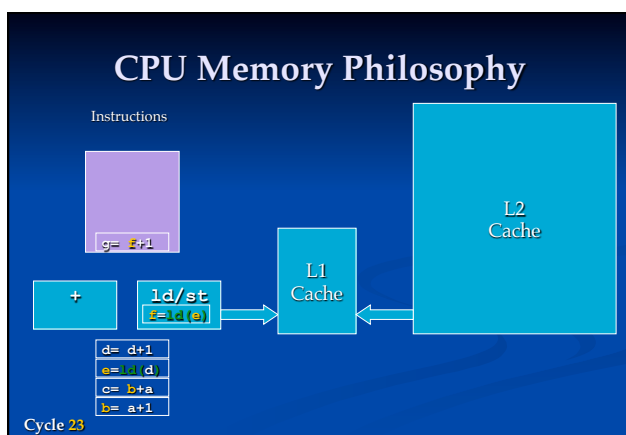 CPU Memory Philosophy
Instructions
g= f+1
L2
Cache
L1
Cache
+
ld/st
f=ld(e)
d= d+1
e=ld(d)
c= b+a
b= a+1
Cycle 23